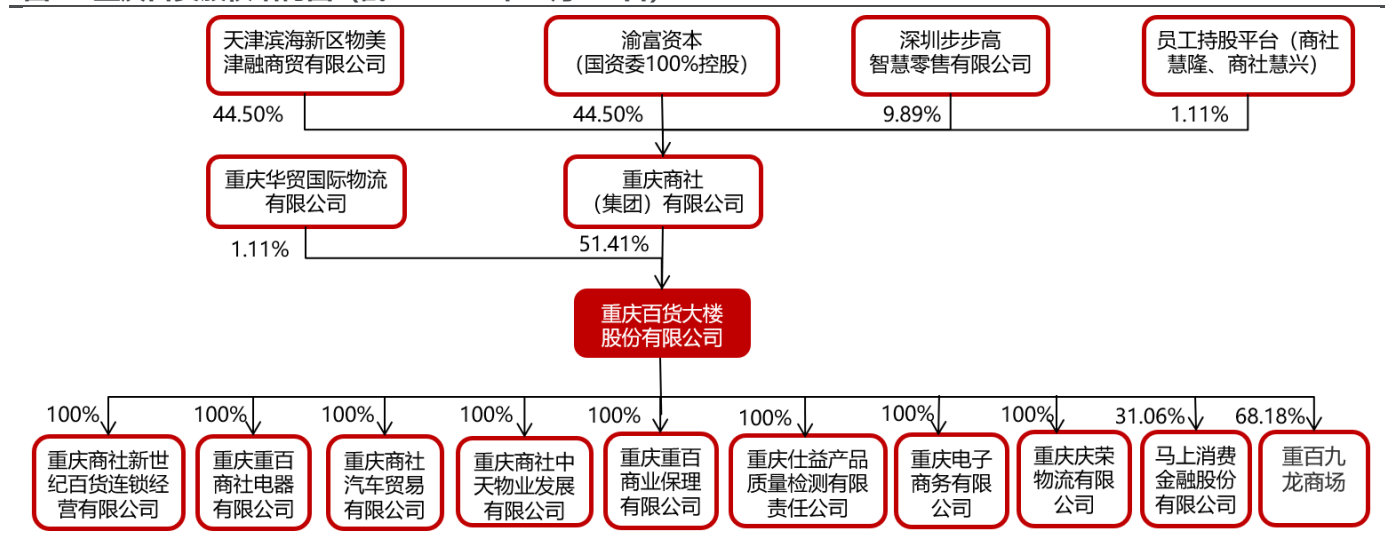 天津滨海新区物美
津融商贸有限公司
渝富资本
（国资委100%控股）
深圳步步高
智慧零售有限公司
员工持股平台（商社
慧隆、商社慧兴）
44.50%
44.50%
9.89%
1.11%
重庆华贸国际物流
有限公司
重庆商社
（集团）有限公司
1.11%
51.41%
重庆百货大楼
股份有限公司
100%
100%
100%
100%
100%
100%
100%
100%
31.06%
68.18%
重庆商社新世
纪百货连锁经
营有限公司
重庆重百
商社电器
有限公司
重庆商社
汽车贸易
有限公司
重庆商社中
天物业发展
有限公司
重庆重百
商业保理
有限公司
重庆仕益产品
质量检测有限
责任公司
重庆电子
商务有限
公司
重庆庆荣
物流有限
公司
马上消费
金融股份
有限公司
重百九
龙商场